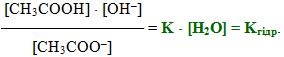 [CH₃COOH] · [OH⁻]
[CH₃COO⁻]
= K · [H₂O] = Kгідр.